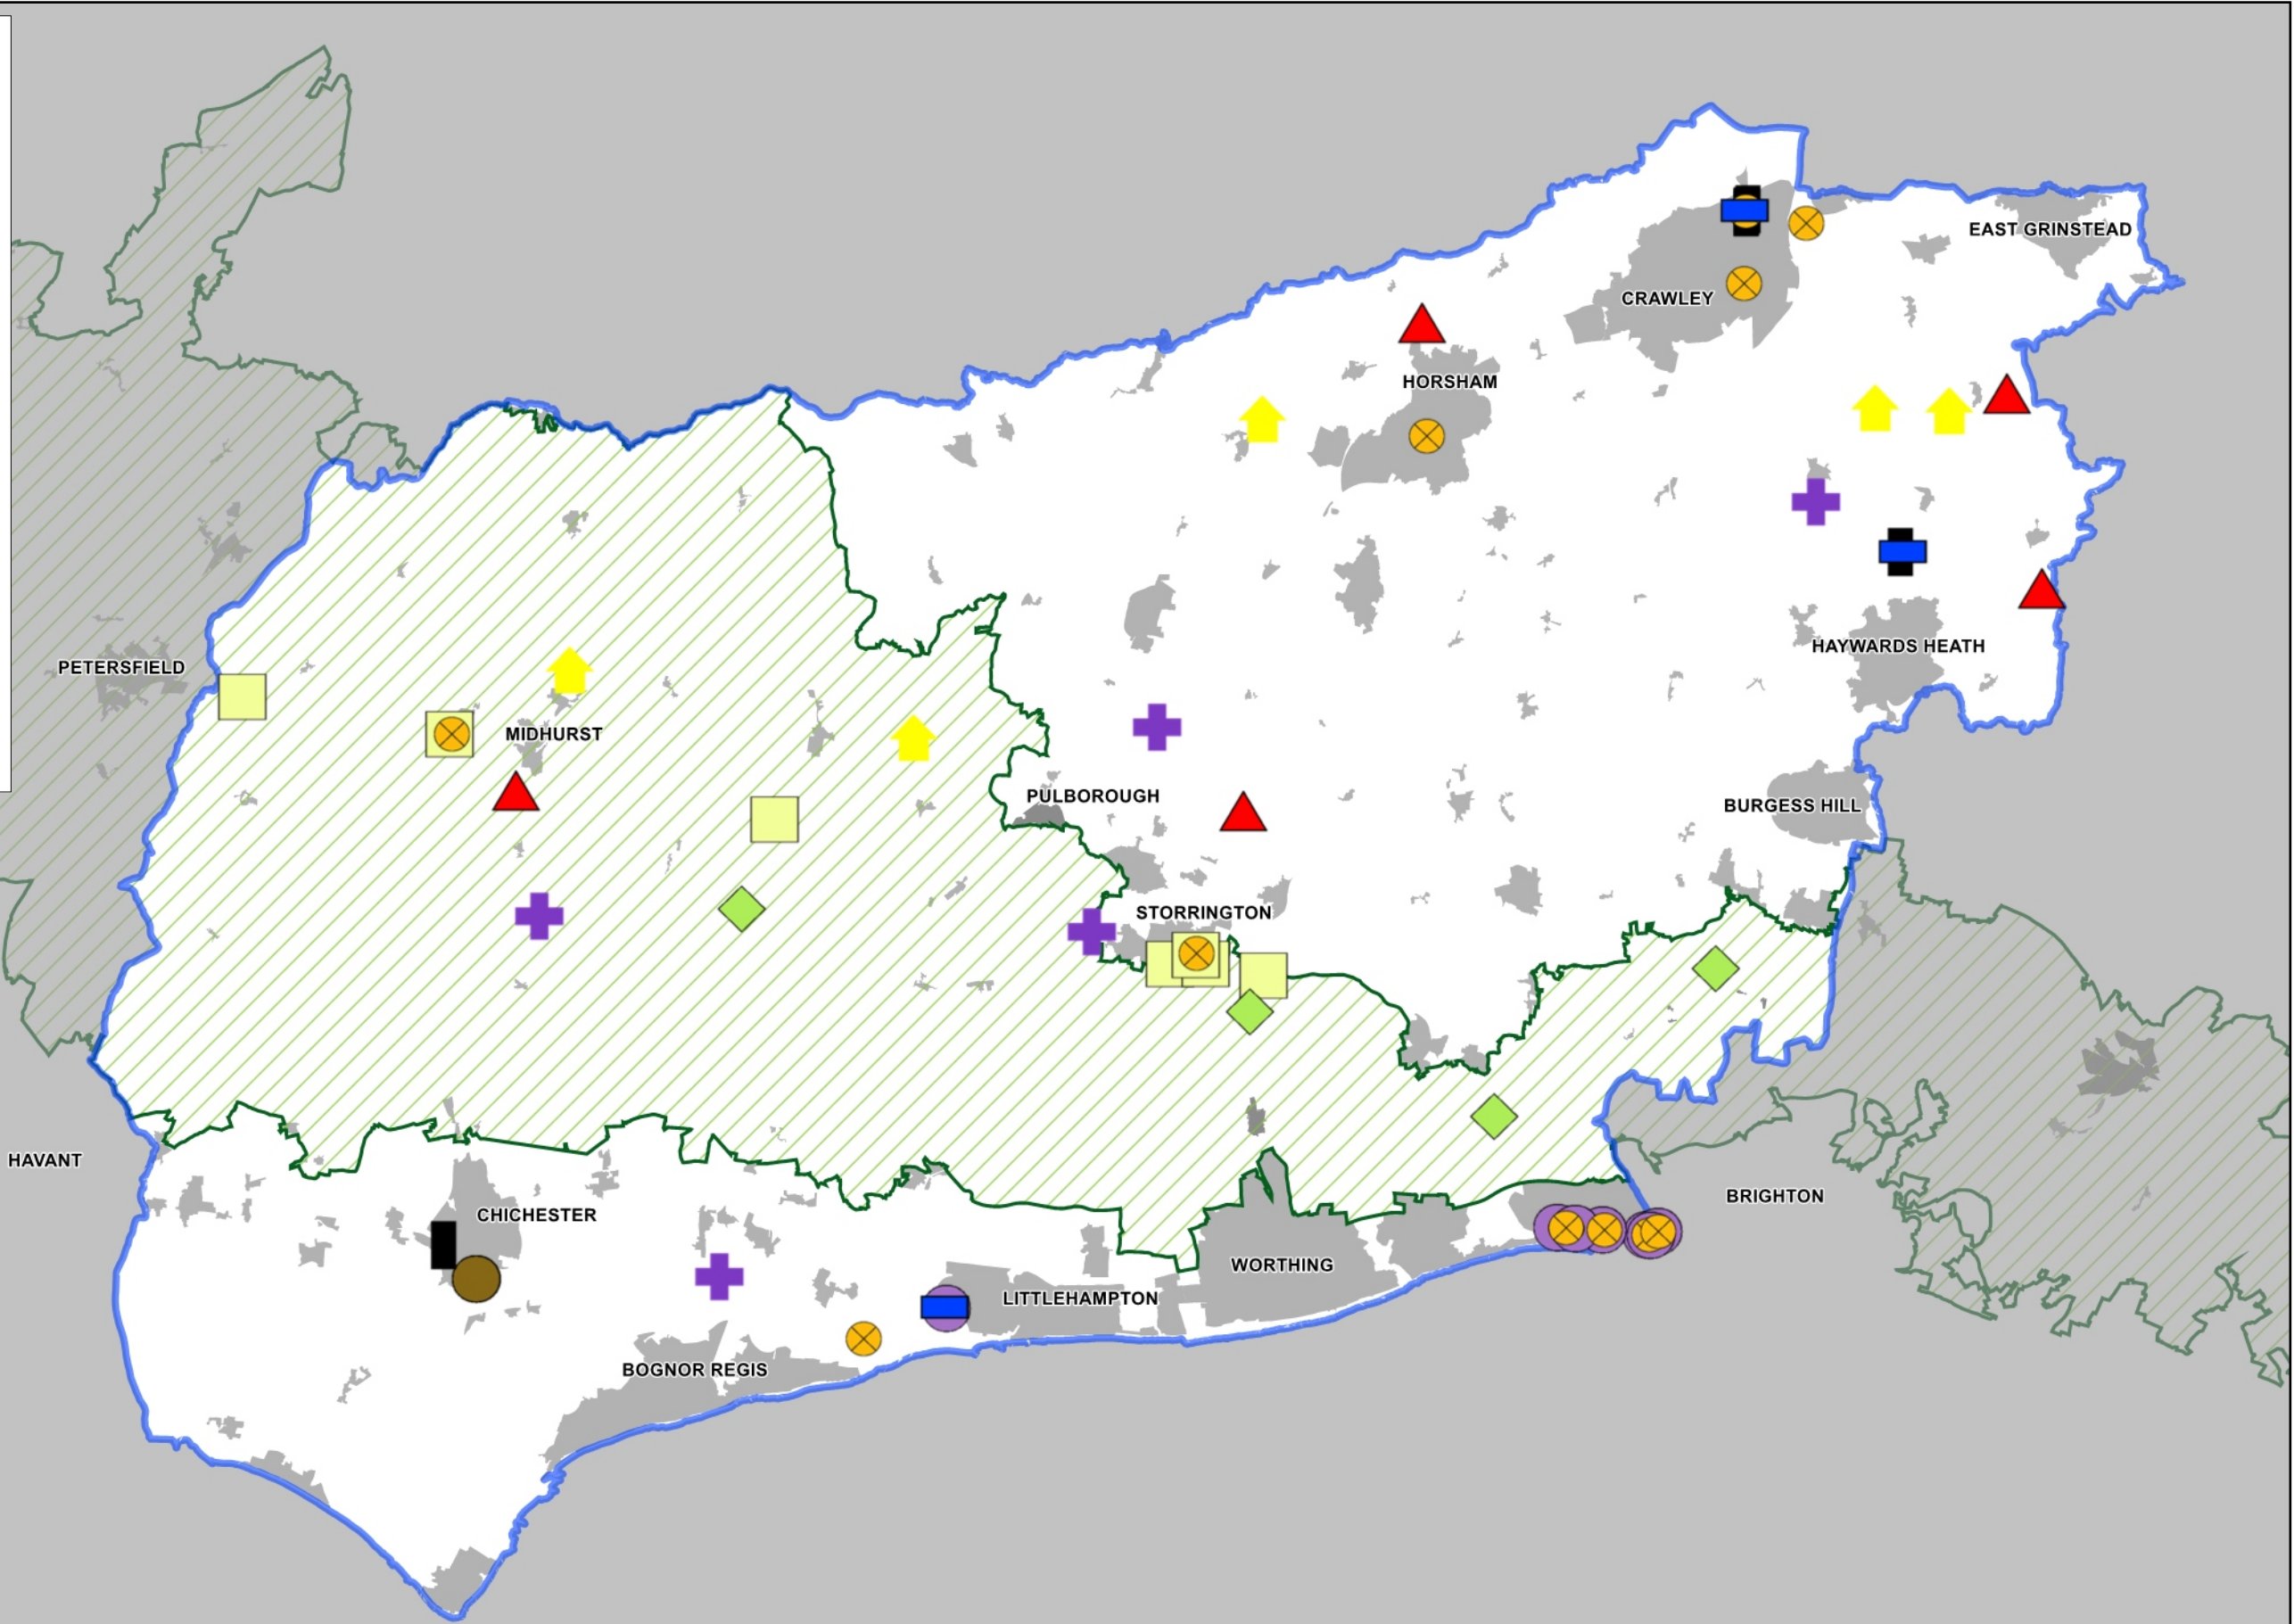 EAST GRINSTEAD
CRAWLEY
HORSHAM
HAYWARDS HEATH
PETERSFIELD
MIDHURST
PULBOROUGH
BURGESS HILL
STORRINGTON
HAVANT
BRIGHTON
CHICHESTER
WORTHING
LITTLEHAMPTON
BOGNOR REGIS